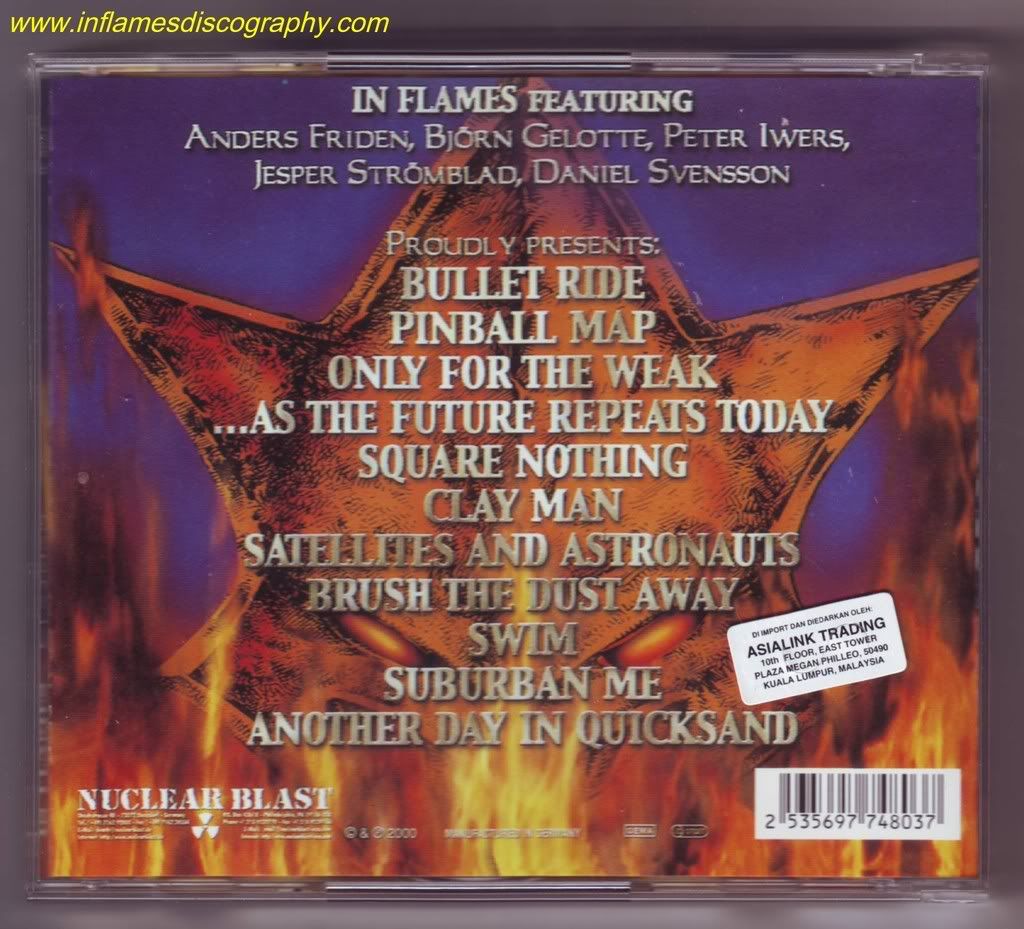 www.inflamesdiscography.com
IN FLAMES FEATURING
ANDERS FRIDEN, BJÖRN GELOTTE, PETER IWERS,
JESPER STRÖMBLAD, DANIEL SVENSSON
PROUDLY PRESENTS:
BULLET RIDE
PINBALL MAP
ONLY FOR THE WEAK
...AS THE FUTURE REPEATS TODAY
SQUARE NOTHING
CLAY MAN
SATELLITES AND ASTRONAUTS
BRUSH THE DUST AWAY
SWIM
SUBURBAN ME
ANOTHER DAY IN QUICKSAND
DI IMPORT DAN DIEDARKAN OLEH:
ASIALINK TRADING
10th FLOOR, EAST TOWER
PLAZA MEGAN PHILLEO, 50490
KUALA LUMPUR, MALAYSIA
NUCLEAR BLAST
© & ℗ 2000
MANUFACTURED IN GERMANY
GEMA
2 535697 748037